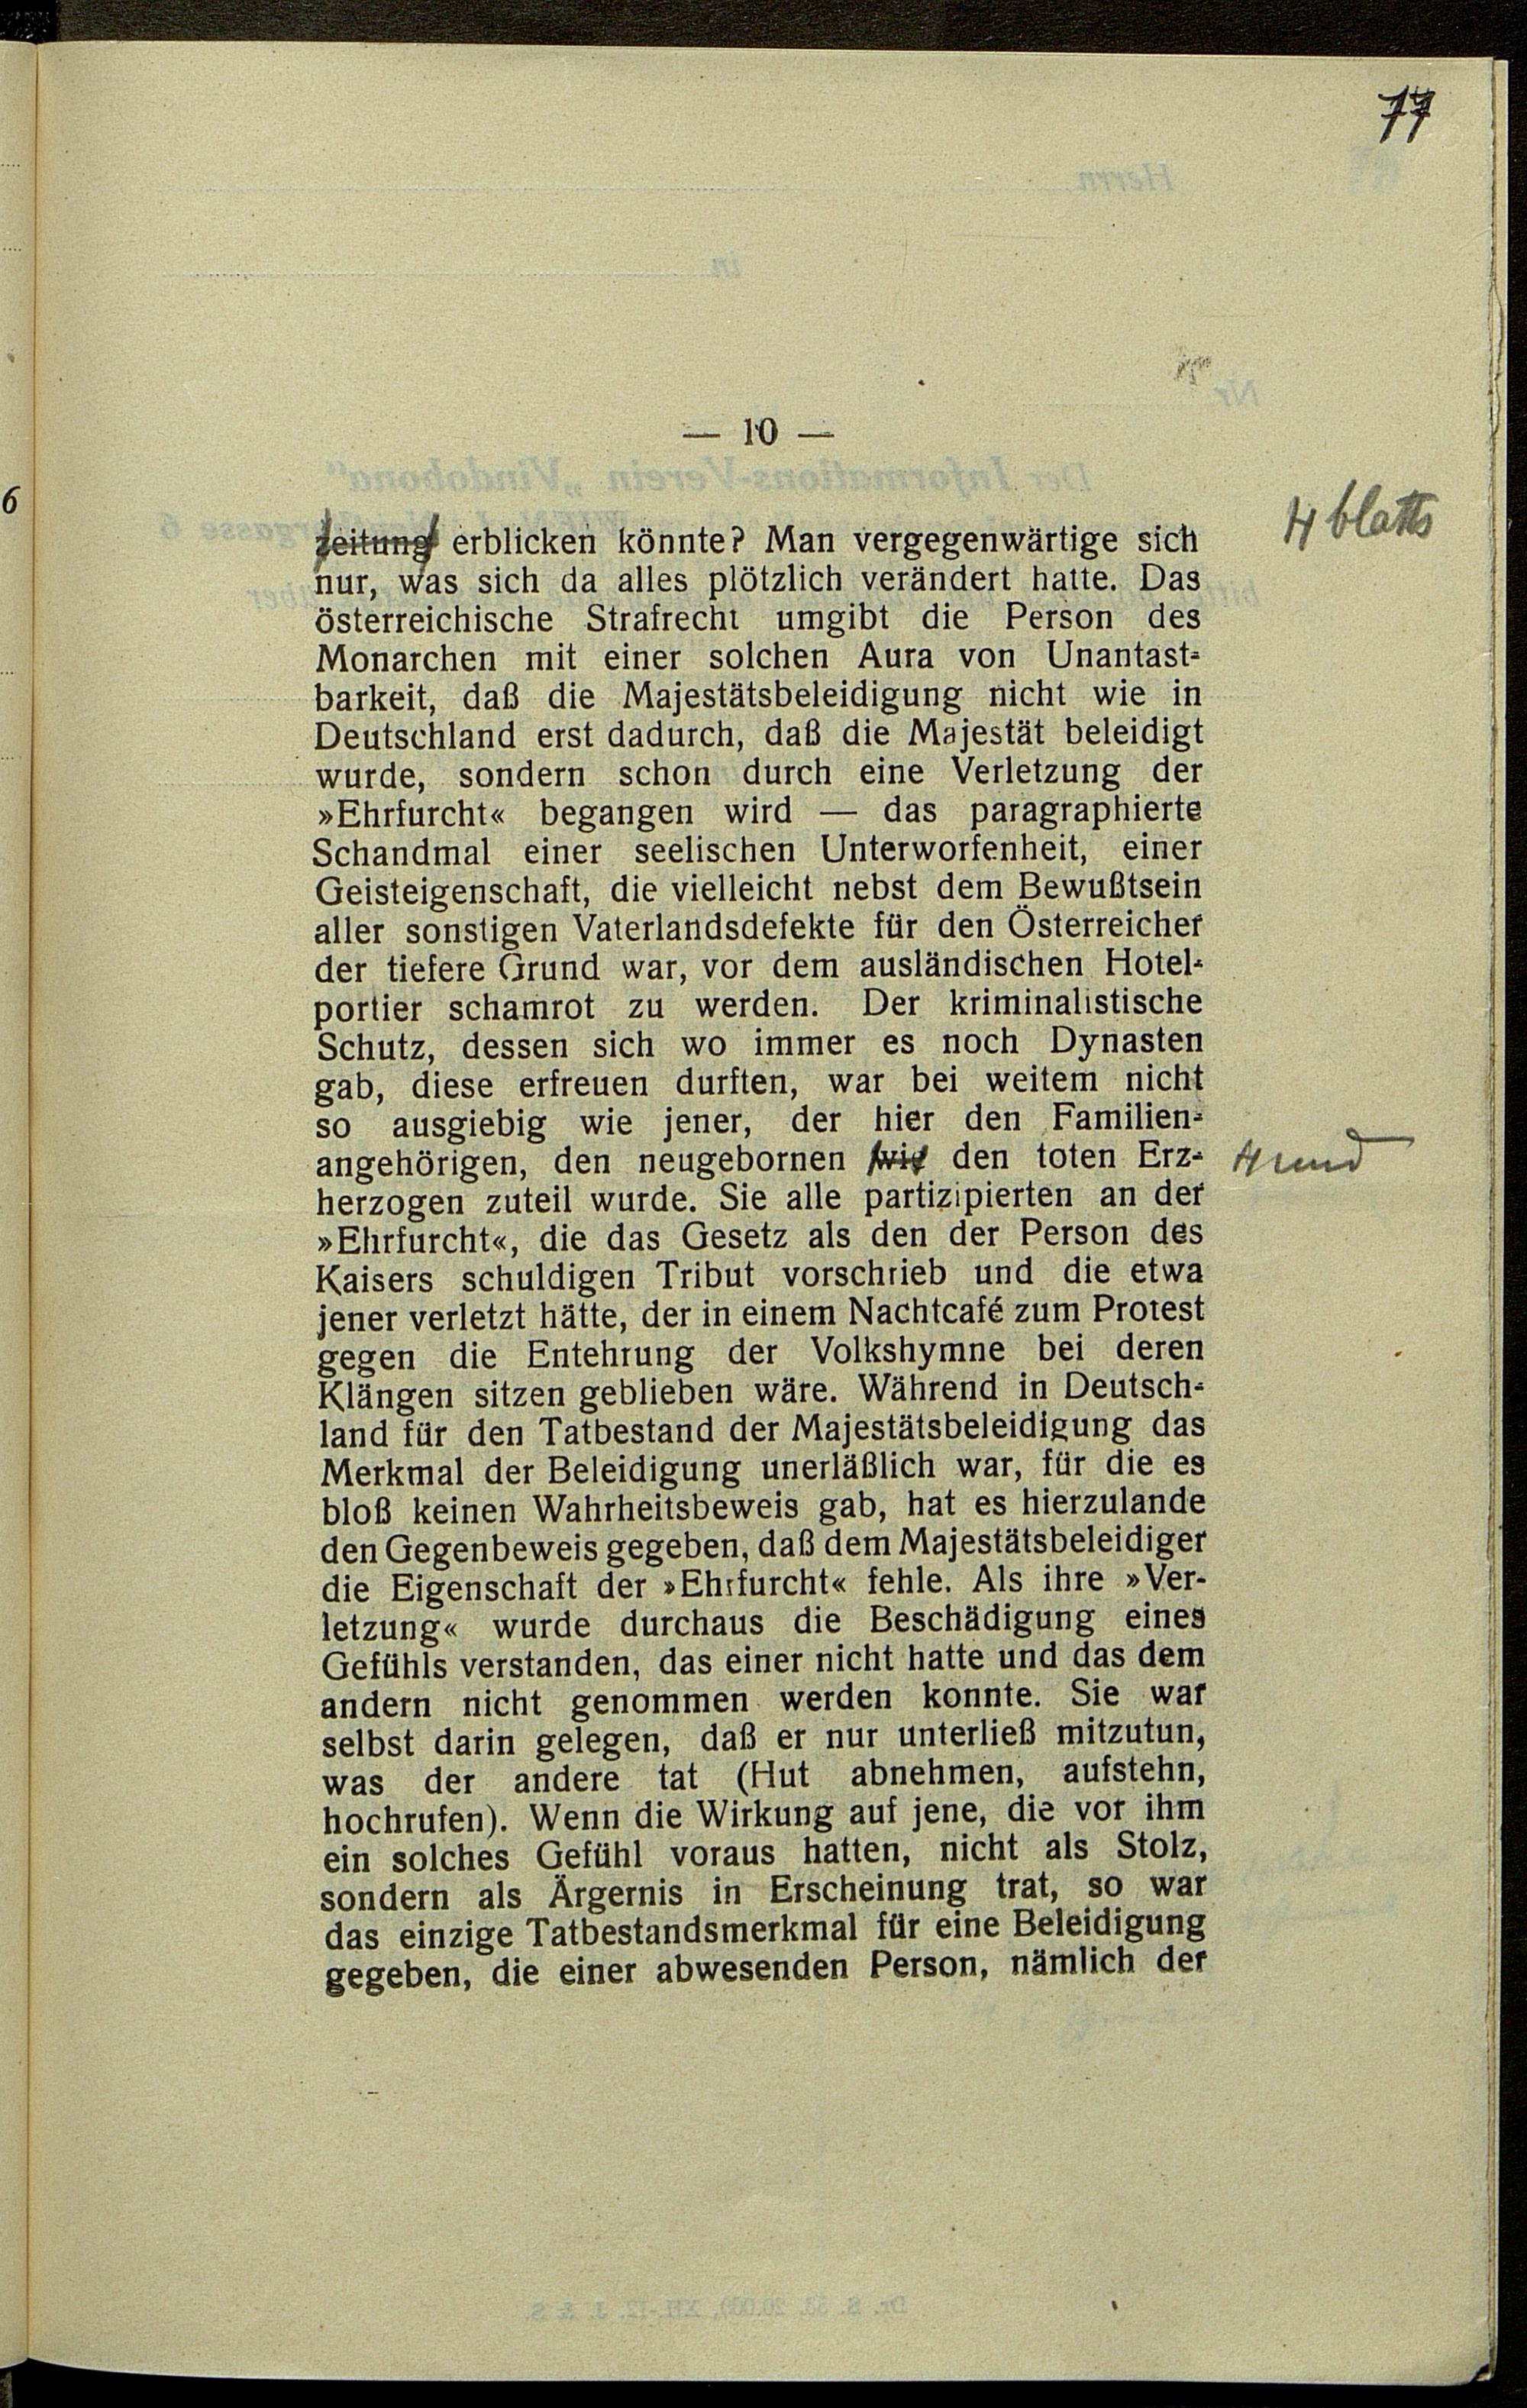 77
— 10 —
zeitung erblicken könnte? Man vergegenwärtige sich
blatts
nur, was sich da alles plötzlich verändert hatte. Das
österreichische Strafrecht umgibt die Person des
Monarchen mit einer solchen Aura von Unantast-
barkeit, daß die Majestätsbeleidigung nicht wie in
Deutschland erst dadurch, daß die Majestät beleidigt
wurde, sondern schon durch eine Verletzung der
»Ehrfurcht« begangen wird — das paragraphierte
Schandmal einer seelischen Unterworfenheit, einer
Geisteigenschaft, die vielleicht nebst dem Bewußtsein
aller sonstigen Vaterlandsdefekte für den Österreicher
der tiefere Grund war, vor dem ausländischen Hotel-
portier schamrot zu werden. Der kriminalistische
Schutz, dessen sich wo immer es noch Dynasten
gab, diese erfreuen durften, war bei weitem nicht
so ausgiebig wie jener, der hier den Familien-
angehörigen, den neugebornen wie den toten Erz-
und
herzogen zuteil wurde. Sie alle partizipierten an der
»Ehrfurcht«, die das Gesetz als den der Person des
Kaisers schuldigen Tribut vorschrieb und die etwa
jener verletzt hätte, der in einem Nachtcafé zum Protest
gegen die Entehrung der Volkshymne bei deren
Klängen sitzen geblieben wäre. Während in Deutsch-
land für den Tatbestand der Majestätsbeleidigung das
Merkmal der Beleidigung unerläßlich war, für die es
bloß keinen Wahrheitsbeweis gab, hat es hierzulande
den Gegenbeweis gegeben, daß dem Majestätsbeleidiger
die Eigenschaft der »Ehrfurcht« fehle. Als ihre »Ver-
letzung« wurde durchaus die Beschädigung eines
Gefühls verstanden, das einer nicht hatte und das dem
andern nicht genommen werden konnte. Sie war
selbst darin gelegen, daß er nur unterließ mitzutun,
was der andere tat (Hut abnehmen, aufstehn,
hochrufen). Wenn die Wirkung auf jene, die vor ihm
ein solches Gefühl voraus hatten, nicht als Stolz,
sondern als Ärgernis in Erscheinung trat, so war
das einzige Tatbestandsmerkmal für eine Beleidigung
gegeben, die einer abwesenden Person, nämlich der
6